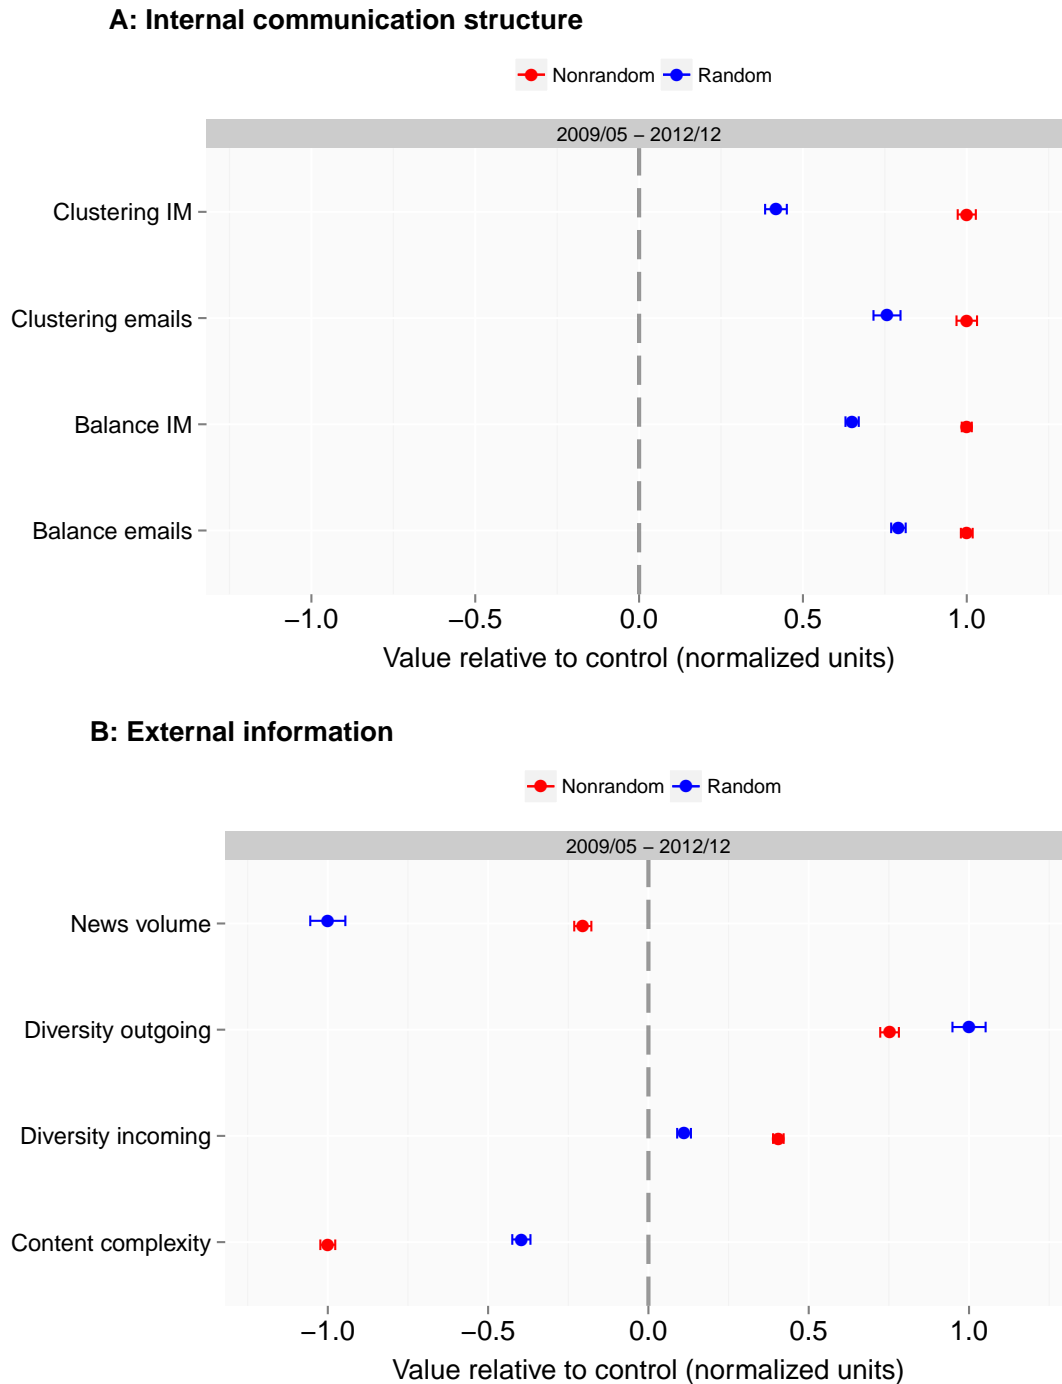 A: Internal communication structure
Nonrandom Random
2009/05 − 2012/12
Clustering IM
Clustering emails
Balance IM
Balance emails
−1.0 −0.5 0.0 0.5 1.0
Value relative to control (normalized units)
B: External information
Nonrandom Random
2009/05 − 2012/12
News volume
Diversity outgoing
Diversity incoming
Content complexity
−1.0 −0.5 0.0 0.5 1.0
Value relative to control (normalized units)